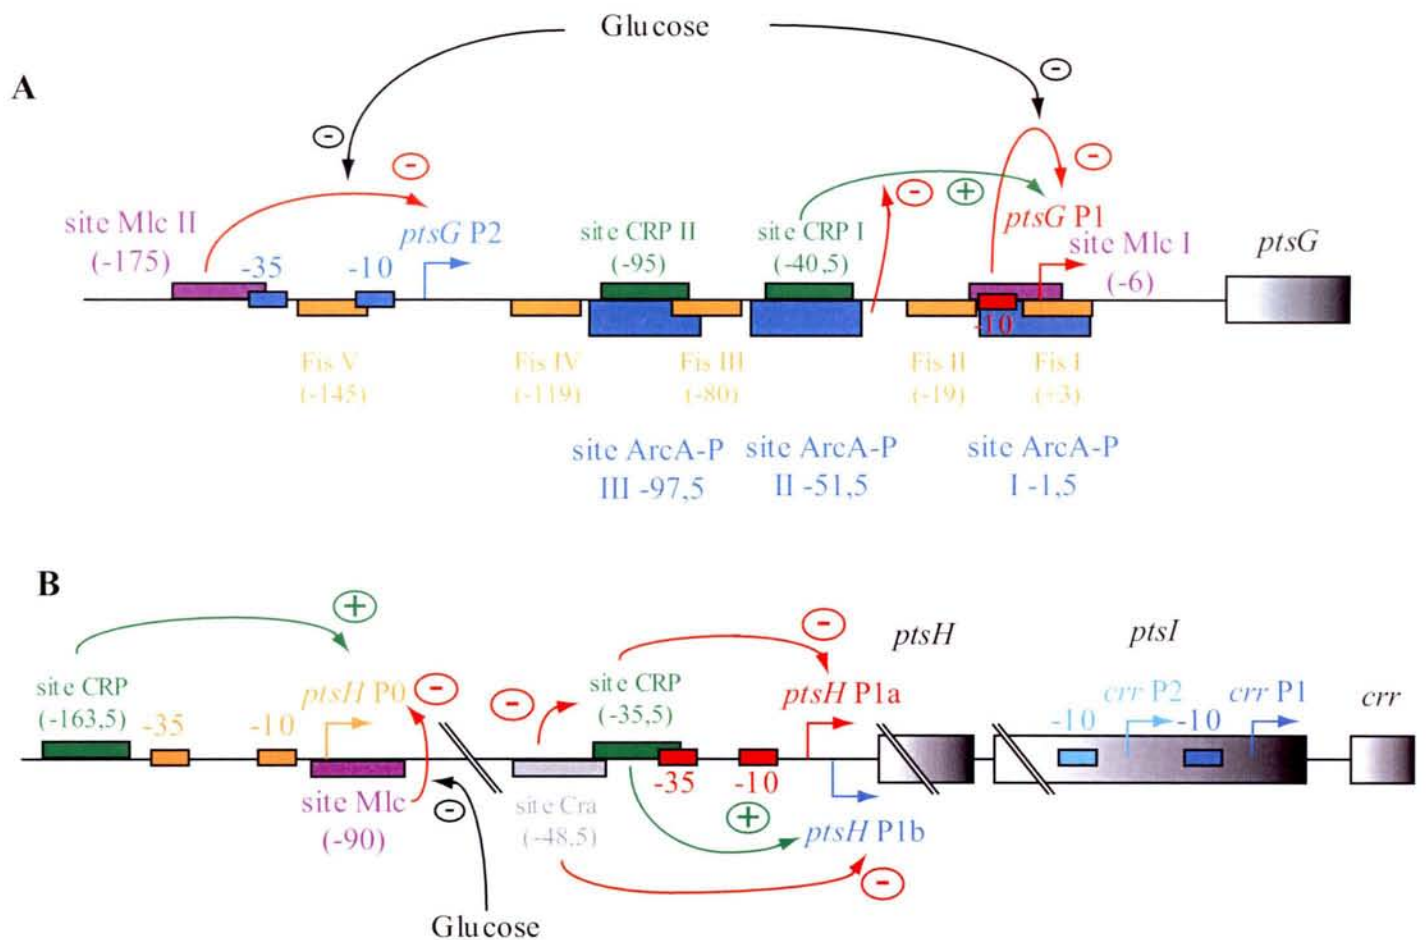 Glucose
A
-
-
-
-
-
+
site Mlc II
(-175)
ptsG P2
site CRP II
(-95)
site CRP I
(-40,5)
ptsG P1
site Mlc I
(-6)
ptsG
-35
-10
-10
Fis V
(-145)
Fis IV
(-119)
Fis III
(-80)
Fis II
(-19)
Fis I
(+3)
site ArcA-P
III -97,5
site ArcA-P
II -51,5
site ArcA-P
I -1,5
B
+
-
ptsH
ptsI
site CRP
(-163,5)
ptsH P0
-
-
site CRP
(-35,5)
ptsH P1a
crr P2
crr P1
crr
-35
-10
-10
-10
site Mlc
(-90)
-
site Cra
(-48,5)
-35
-10
+
ptsH P1b
-
Glucose